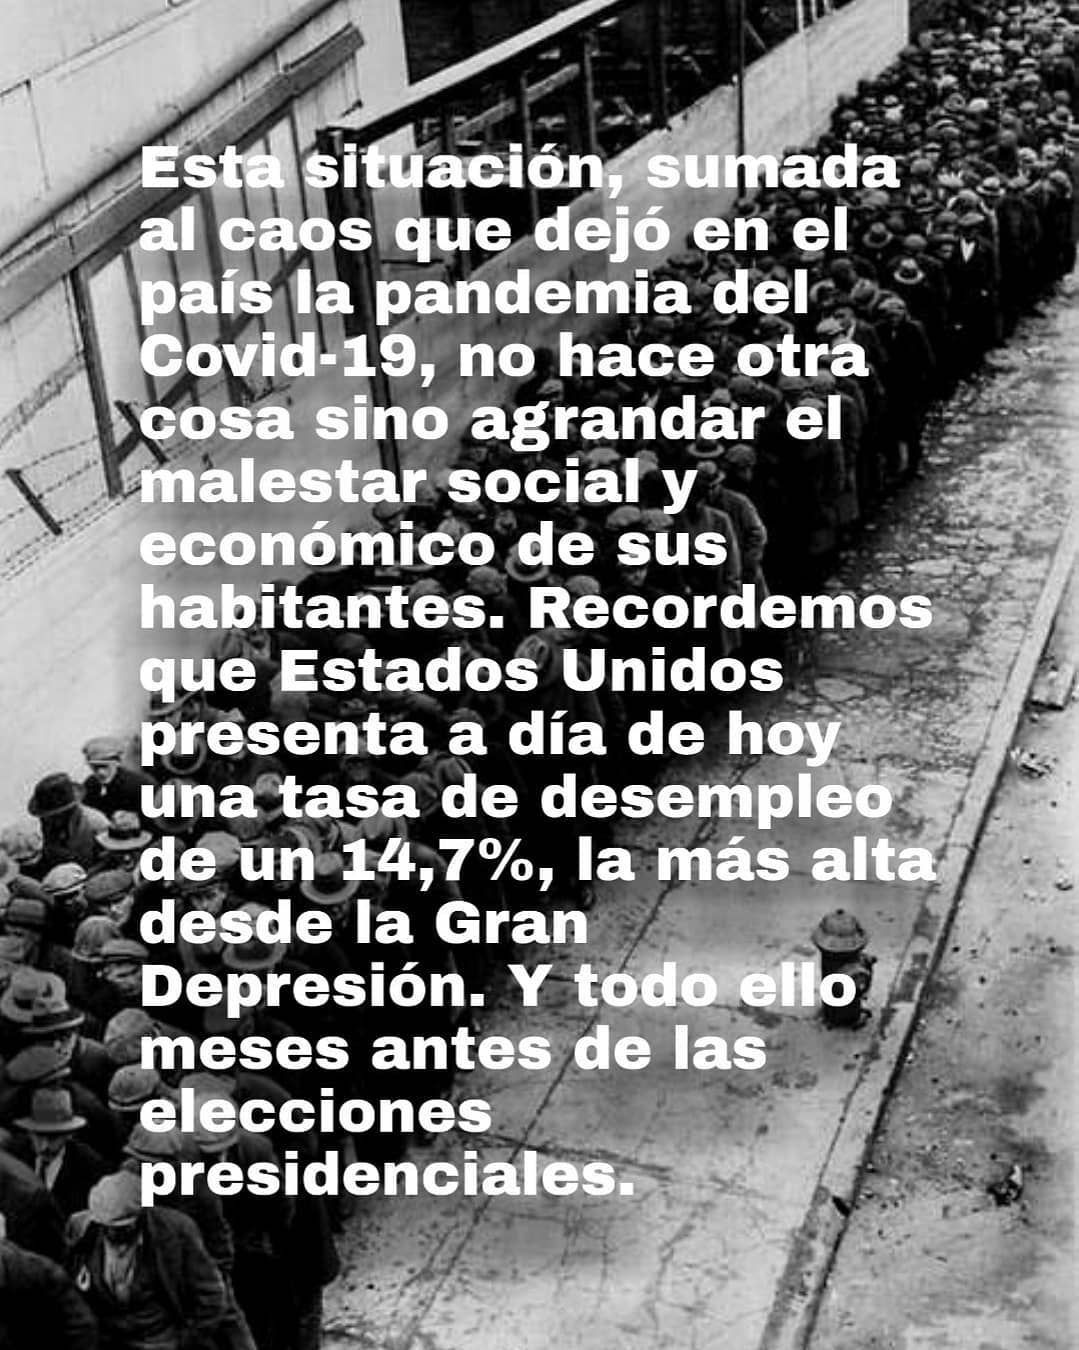 Esta situación, sumada
al caos que dejó en el
país la pandemia del
Covid-19, no hace otra
cosa sino agrandar el
malestar social y
económico de sus
habitantes. Recordemos
que Estados Unidos
presenta a día de hoy
una tasa de desempleo
de un 14,7%, la más alta
desde la Gran
Depresión. Y todo ello
meses antes de las
elecciones
presidenciales.